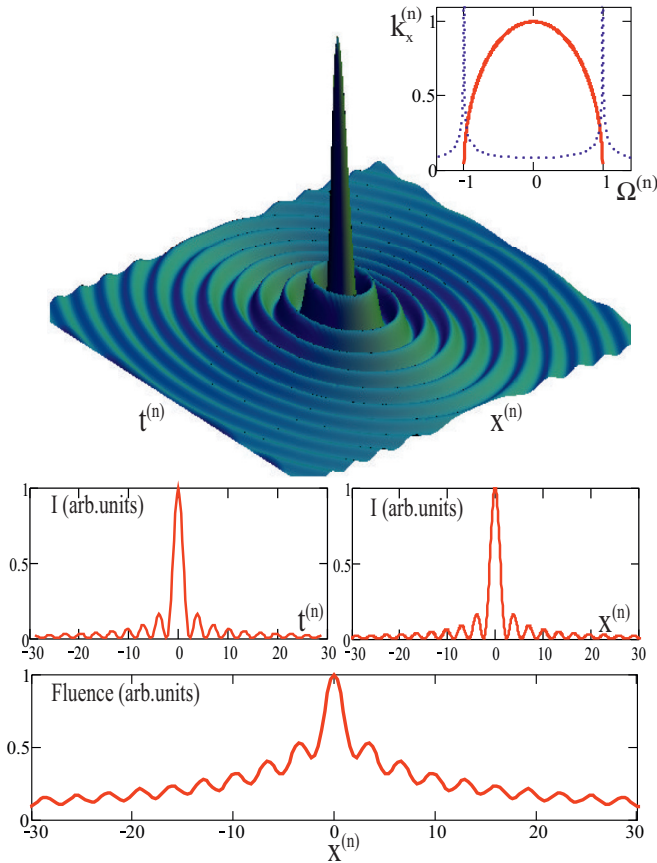 k_x^(n)
1
0.5
0
-1 0 1
Ω^(n)
t^(n) x^(n)
I (arb.units)
1
0.5
0
t^(n)
-30 -20 -10 0 10 20 30
I (arb.units)
1
0.5
0
x^(n)
-30 -20 -10 0 10 20 30
Fluence (arb.units)
1
0.5
0
-30 -20 -10 0 10 20 30
x^(n)